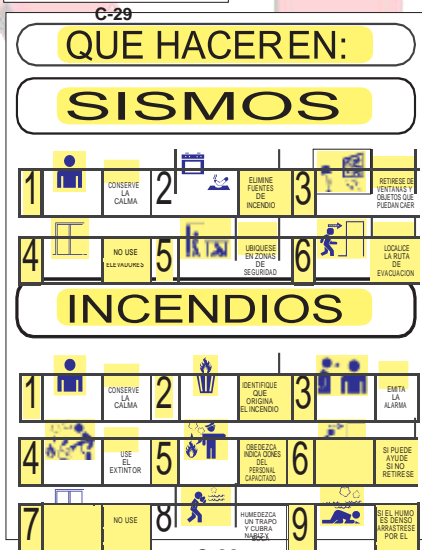 C-29
QUE HACER EN:
SISMOS
1
CONSERVE
LA
CALMA
2
ELIMINE
FUENTES
DE
INCENDIO
3
RETIRESE DE
VENTANAS Y
OBJETOS QUE
PUEDAN CAER
4
NO USE
ELEVADORES
5
UBIQUESE
EN ZONAS
DE
SEGURIDAD
6
LOCALICE
LA RUTA
DE
EVACUACION
INCENDIOS
1
CONSERVE
LA
CALMA
2
IDENTIFIQUE
QUE
ORIGINA
EL INCENDIO
3
EMITA
LA
ALARMA
4
USE
EL
EXTINTOR
5
OBEDEZCA
INDICACIONES
DEL
PERSONAL
CAPACITADO
6
SI PUEDE
AYUDE
SI NO
RETIRESE
7
NO USE
8
HUMEDEZCA
UN TRAPO
Y CUBRA
NARIZ Y
BOCA
9
SI EL HUMO
ES DENSO
ARRASTRESE
POR EL